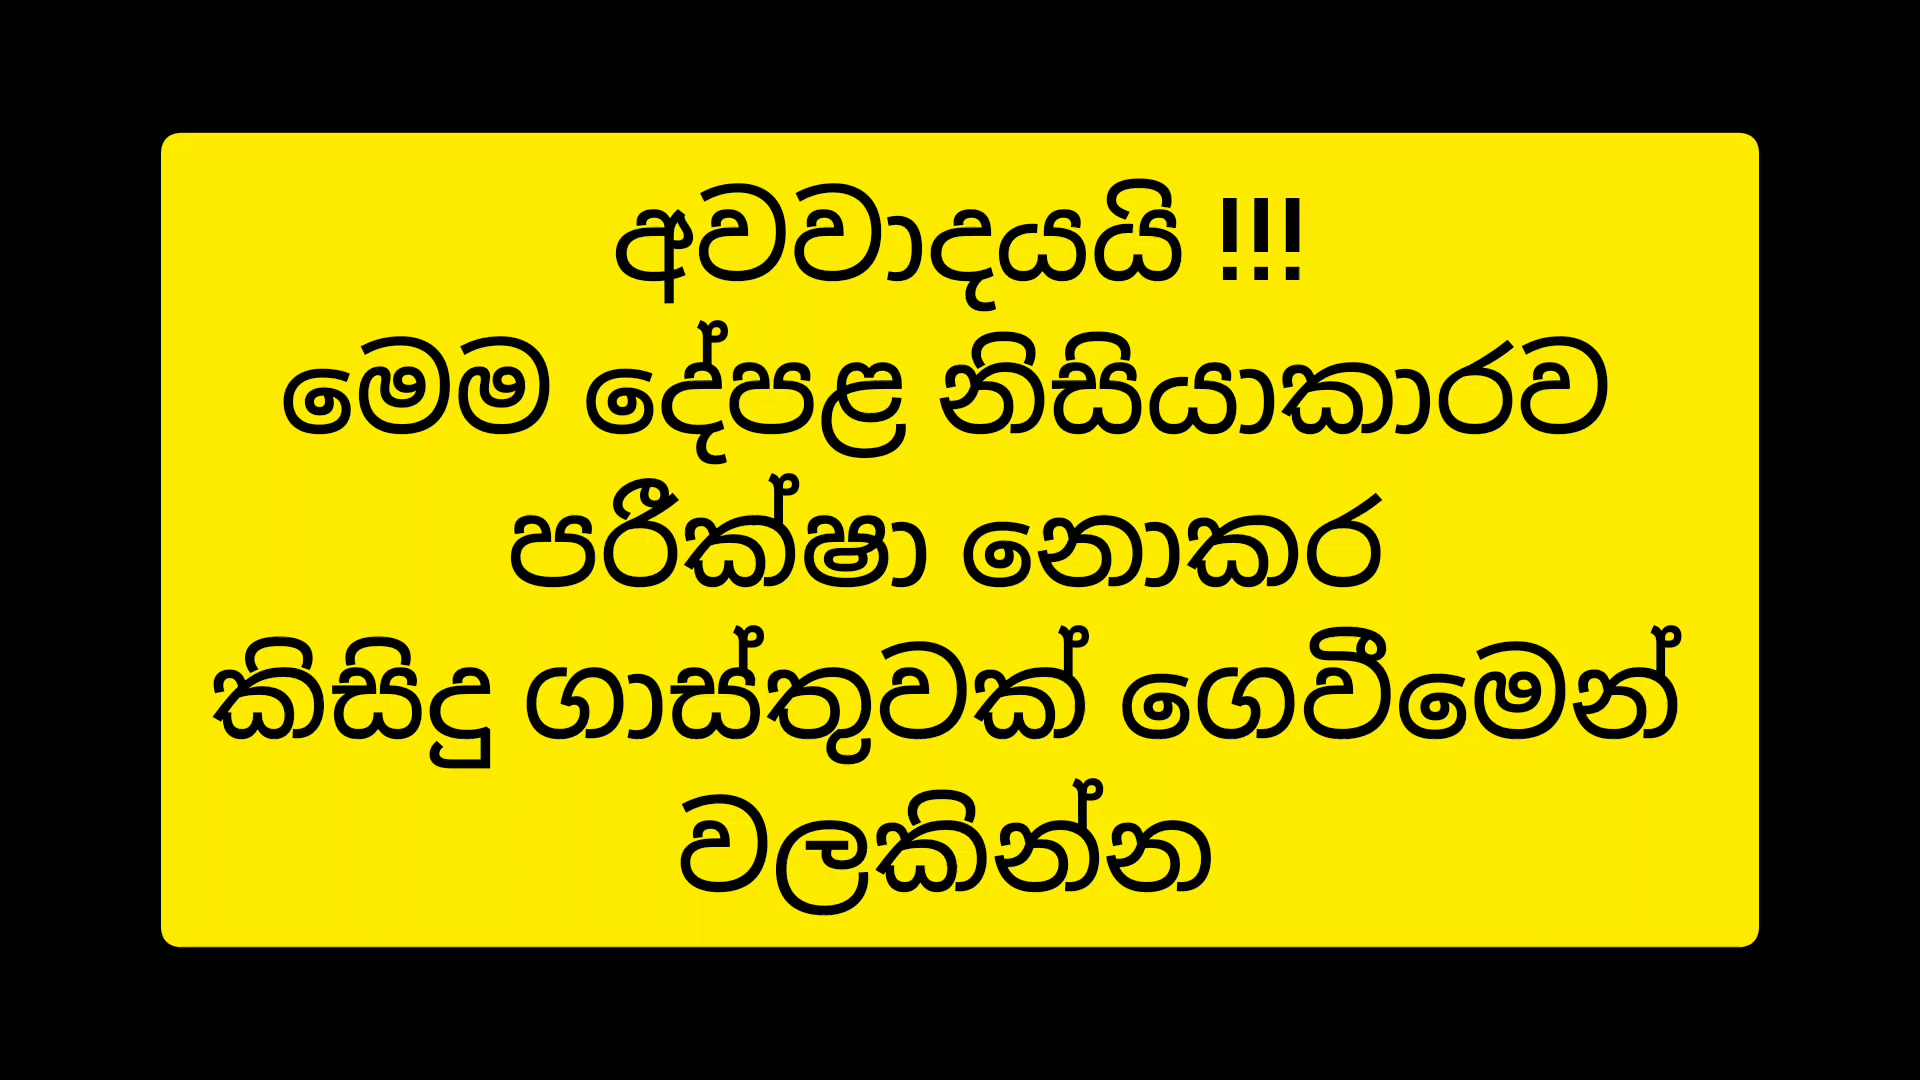 අවවාදයයි !!!
මෙම දේපළ නිසියාකාරව
පරීක්ෂා නොකර
කිසිදු ගාස්තුවක් ගෙවීමෙන්
වලකින්න